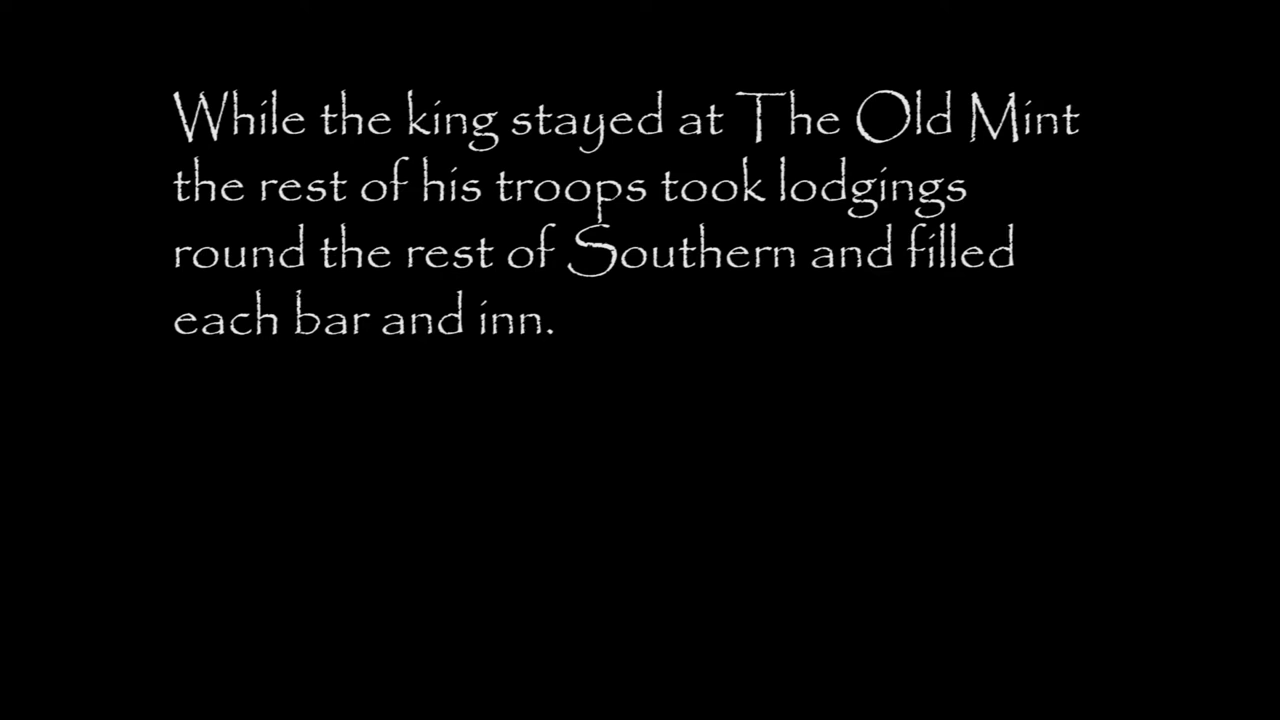 While the king stayed at The Old Mint
the rest of his troops took lodgings
round the rest of Southern and filled
each bar and inn.